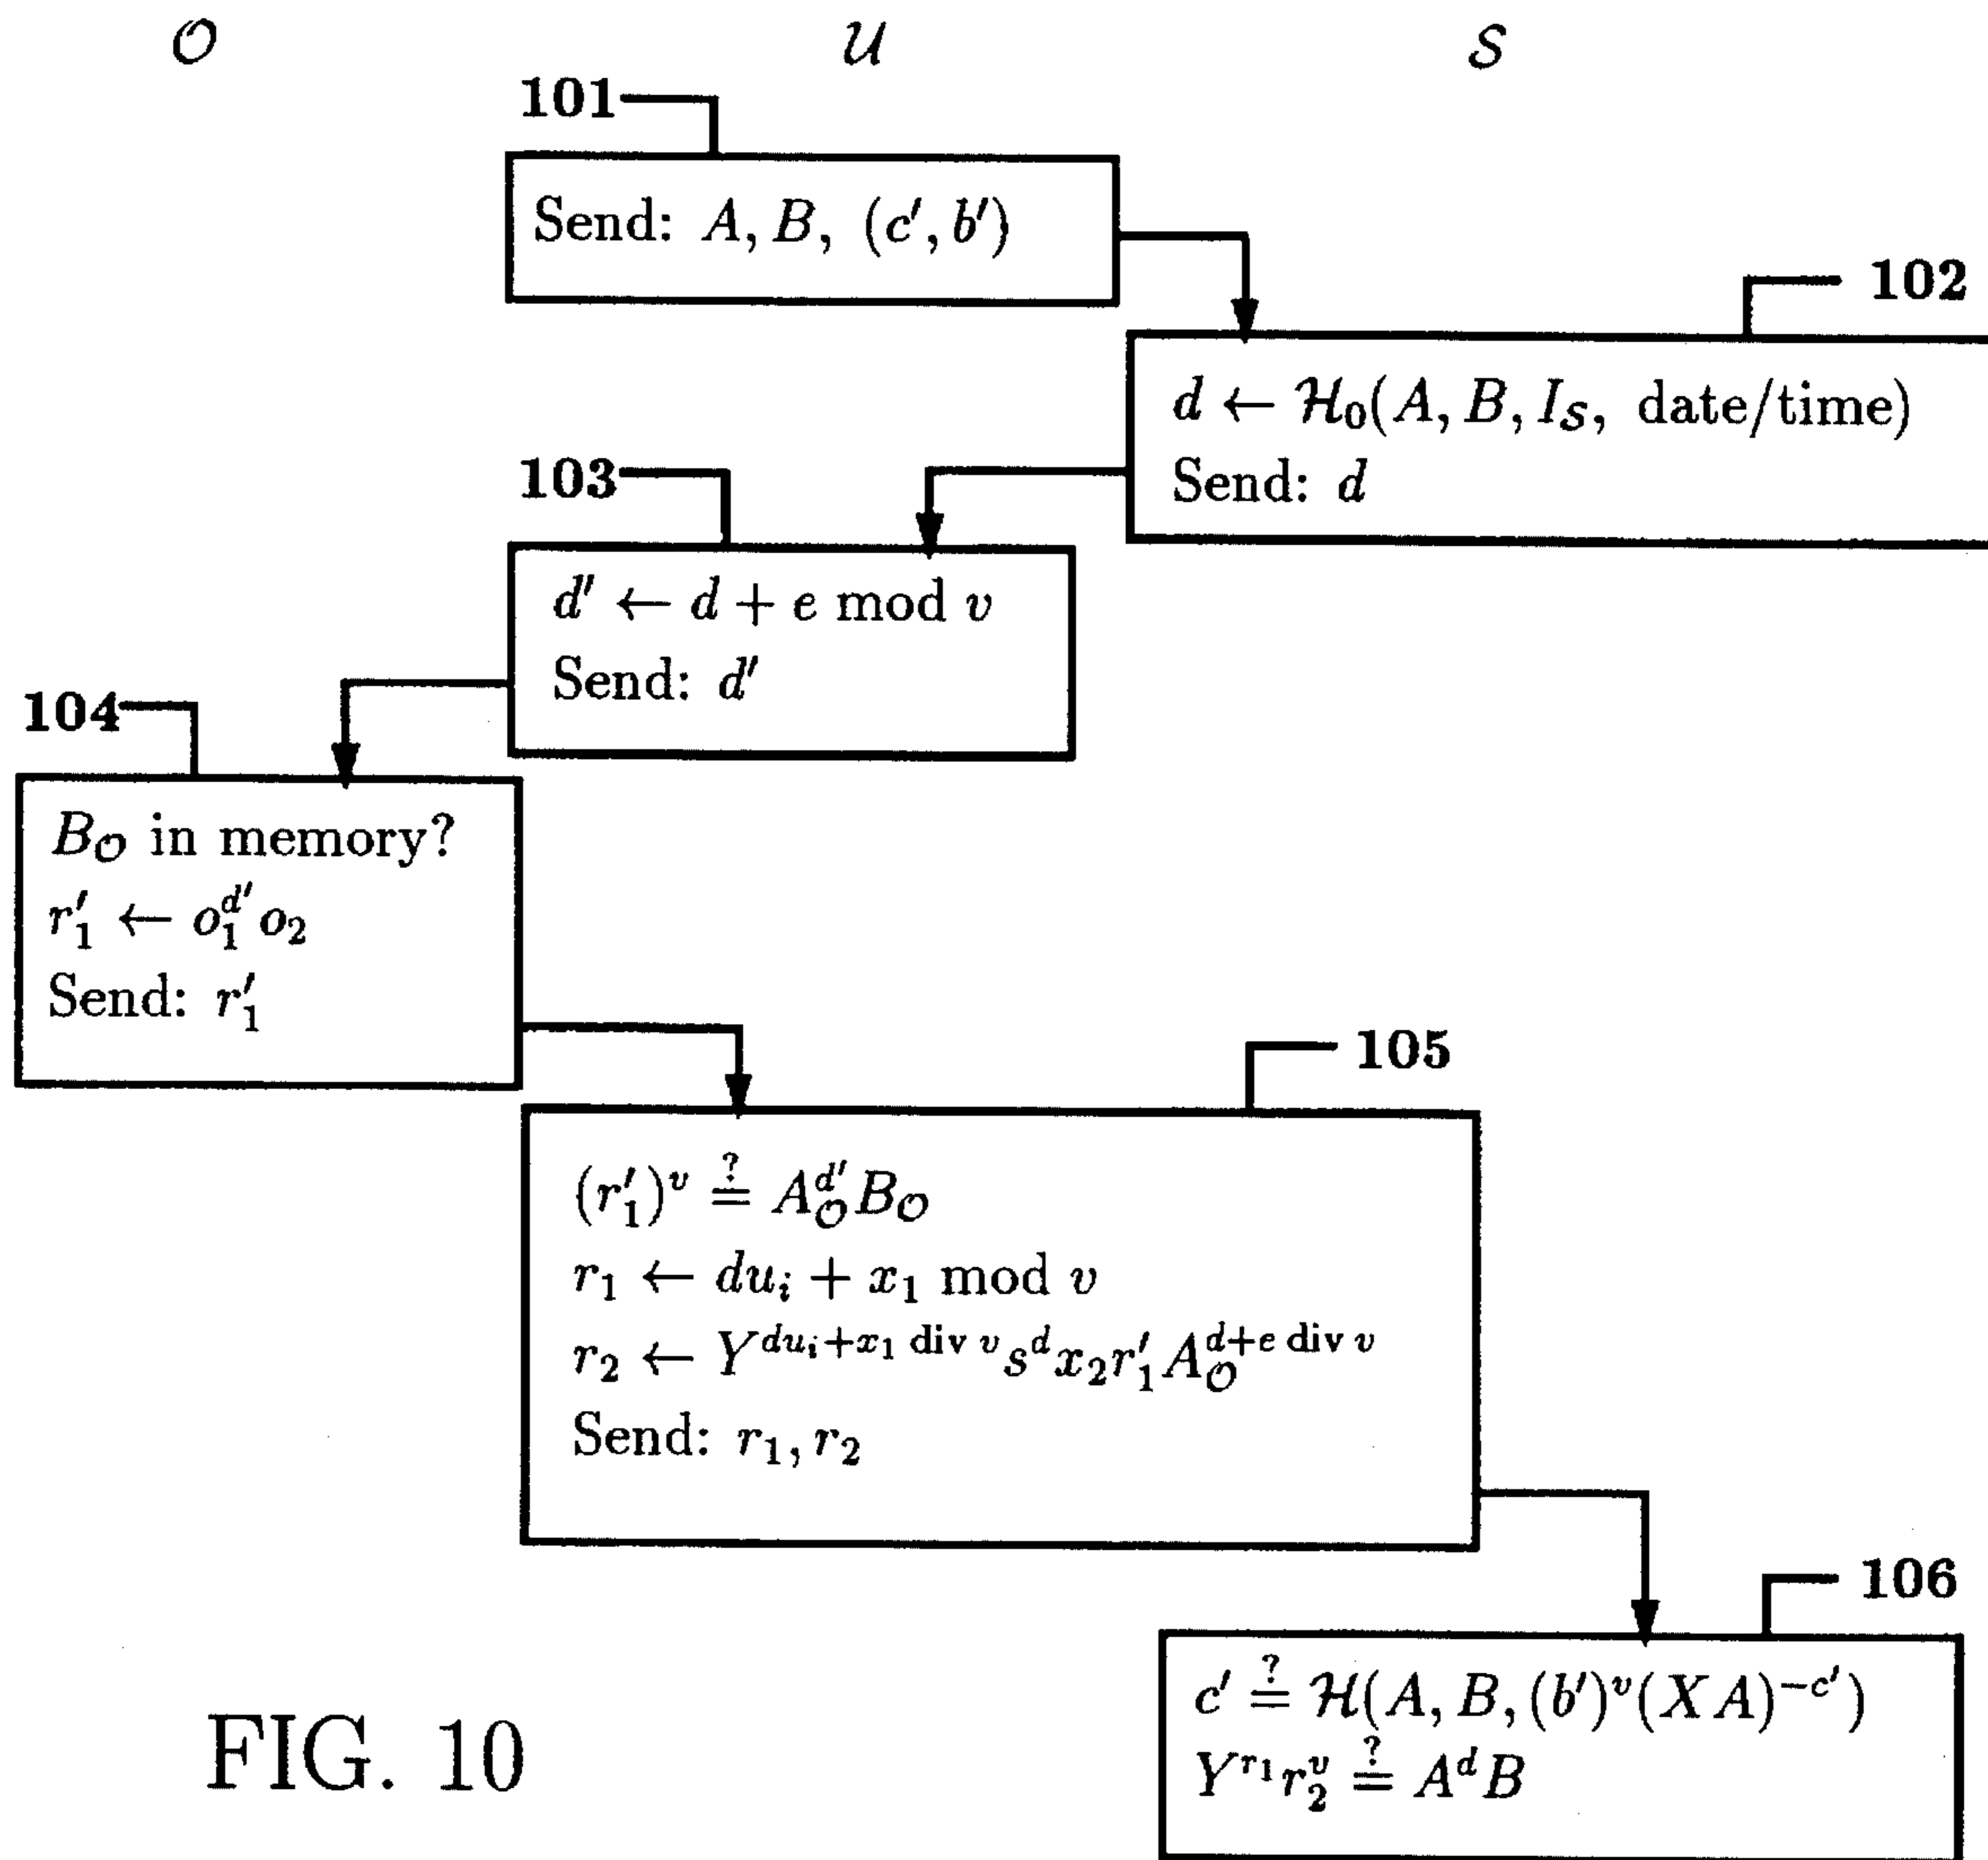 𝒪 𝒰 𝒮
101
Send: A, B, (c′, b′)
102
d ← ℋ₀(A, B, I_𝒮, date/time)
Send: d
103
d′ ← d + e mod v
Send: d′
104
B_𝒪 in memory?
r′₁ ← o₁^{d′} o₂
Send: r′₁
105
(r′₁)^v ≟ A_𝒪^{d′} B_𝒪
r₁ ← du_i + x₁ mod v
r₂ ← Y^{du_i + x₁ div v} s^d x₂ r′₁ A_𝒪^{d+e div v}
Send: r₁, r₂
106
c′ ≟ ℋ(A, B, (b′)^v (XA)^{−c′})
Y^{r₁} r₂^v ≟ A^d B
FIG. 10